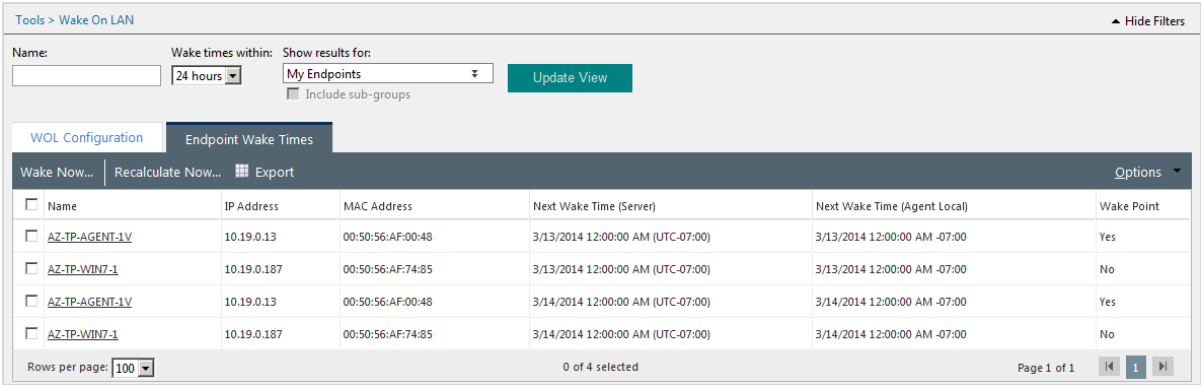 Tools > Wake On LAN Hide Filters
Name: Wake times within: Show results for:
24 hours My Endpoints Update View
Include sub-groups
WOL Configuration Endpoint Wake Times
Wake Now... Recalculate Now... Export Options
Name IP Address MAC Address Next Wake Time (Server) Next Wake Time (Agent Local) Wake Point
AZ-TP-AGENT-1V 10.19.0.13 00:50:56:AF:00:48 3/13/2014 12:00:00 AM (UTC-07:00) 3/13/2014 12:00:00 AM -07:00 Yes
AZ-TP-WIN7-1 10.19.0.187 00:50:56:AF:74:85 3/13/2014 12:00:00 AM (UTC-07:00) 3/13/2014 12:00:00 AM -07:00 No
AZ-TP-AGENT-1V 10.19.0.13 00:50:56:AF:00:48 3/14/2014 12:00:00 AM (UTC-07:00) 3/14/2014 12:00:00 AM -07:00 Yes
AZ-TP-WIN7-1 10.19.0.187 00:50:56:AF:74:85 3/14/2014 12:00:00 AM (UTC-07:00) 3/14/2014 12:00:00 AM -07:00 No
Rows per page: 100 0 of 4 selected Page 1 of 1 1